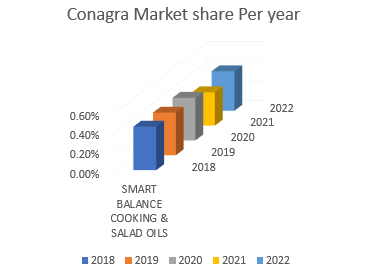 Conagra Market share Per year
0.60%
0.40%
0.20%
0.00%
2022
2021
2020
2019
2018
SMART
BALANCE
COOKING &
SALAD OILS
2018 2019 2020 2021 2022